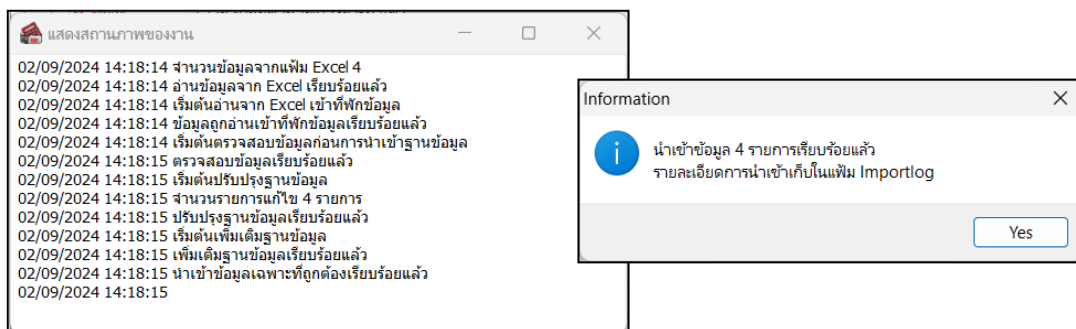 แสดงสถานภาพของงาน
02/09/2024 14:18:14 จำนวนข้อมูลจากแฟ้ม Excel 4
02/09/2024 14:18:14 อ่านข้อมูลจาก Excel เรียบร้อยแล้ว
02/09/2024 14:18:14 เริ่มต้นอ่านจาก Excel เข้าที่พักข้อมูล
02/09/2024 14:18:14 ข้อมูลถูกอ่านเข้าที่พักข้อมูลเรียบร้อยแล้ว
02/09/2024 14:18:14 เริ่มต้นตรวจสอบข้อมูลก่อนการนำเข้าฐานข้อมูล
02/09/2024 14:18:15 ตรวจสอบข้อมูลเรียบร้อยแล้ว
02/09/2024 14:18:15 เริ่มต้นปรับปรุงฐานข้อมูล
02/09/2024 14:18:15 จำนวนรายการแก้ไข 4 รายการ
02/09/2024 14:18:15 ปรับปรุงฐานข้อมูลเรียบร้อยแล้ว
02/09/2024 14:18:15 เริ่มต้นเพิ่มเติมฐานข้อมูล
02/09/2024 14:18:15 เพิ่มเติมฐานข้อมูลเรียบร้อยแล้ว
02/09/2024 14:18:15 นำเข้าข้อมูลเฉพาะที่ถูกต้องเรียบร้อยแล้ว
02/09/2024 14:18:15
Information
นำเข้าข้อมูล 4 รายการเรียบร้อยแล้ว
รายละเอียดการนำเข้าเก็บในแฟ้ม Importlog
Yes